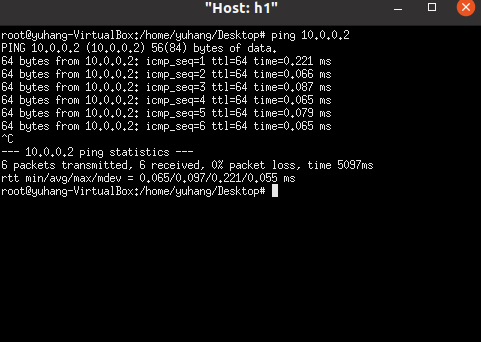 "Host: h1"
root@yuhang-VirtualBox:/home/yuhang/Desktop# ping 10.0.0.2
PING 10.0.0.2 (10.0.0.2) 56(84) bytes of data.
64 bytes from 10.0.0.2: icmp_seq=1 ttl=64 time=0.221 ms
64 bytes from 10.0.0.2: icmp_seq=2 ttl=64 time=0.066 ms
64 bytes from 10.0.0.2: icmp_seq=3 ttl=64 time=0.087 ms
64 bytes from 10.0.0.2: icmp_seq=4 ttl=64 time=0.065 ms
64 bytes from 10.0.0.2: icmp_seq=5 ttl=64 time=0.079 ms
64 bytes from 10.0.0.2: icmp_seq=6 ttl=64 time=0.065 ms
^C
--- 10.0.0.2 ping statistics ---
6 packets transmitted, 6 received, 0% packet loss, time 5097ms
rtt min/avg/max/mdev = 0.065/0.097/0.221/0.055 ms
root@yuhang-VirtualBox:/home/yuhang/Desktop#